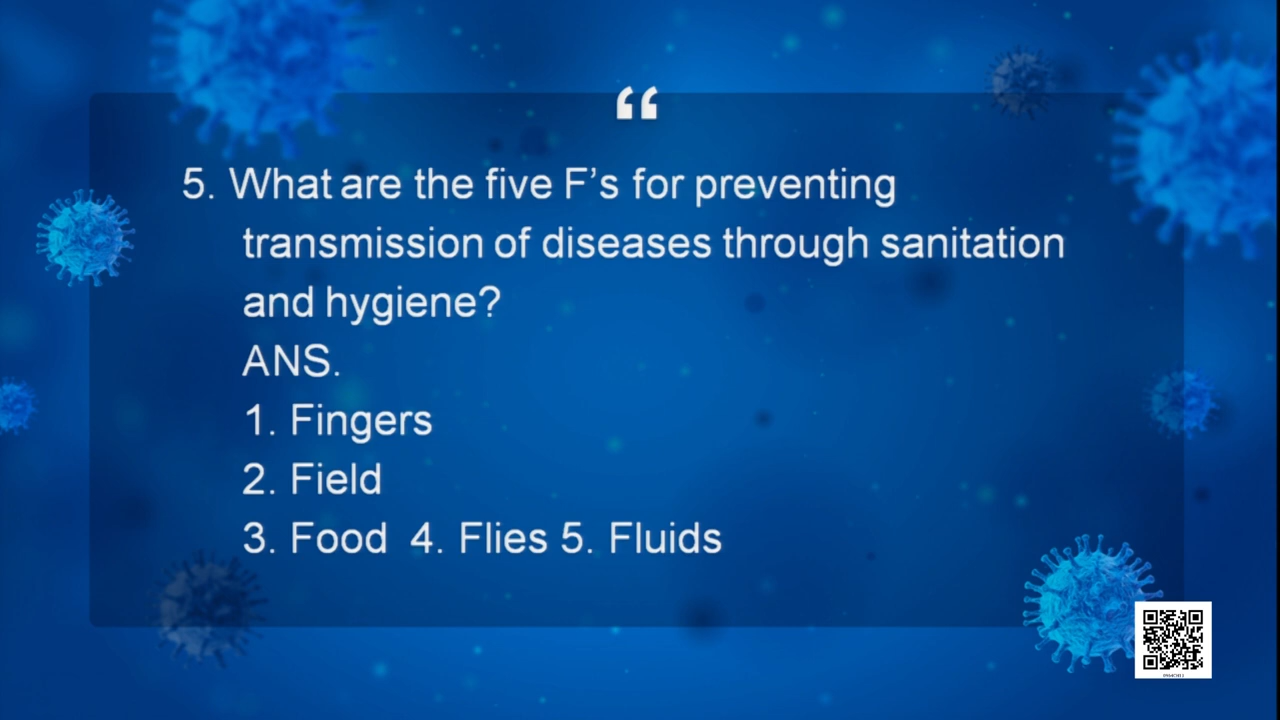 “
5. What are the five F’s for preventing
transmission of diseases through sanitation
and hygiene?
ANS.
1. Fingers
2. Field
3. Food 4. Flies 5. Fluids